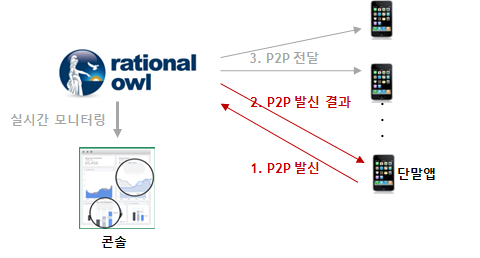 rational
owl
3. P2P 전달
2. P2P 발신 결과
실시간 모니터링
1. P2P 발신
단말앱
콘솔